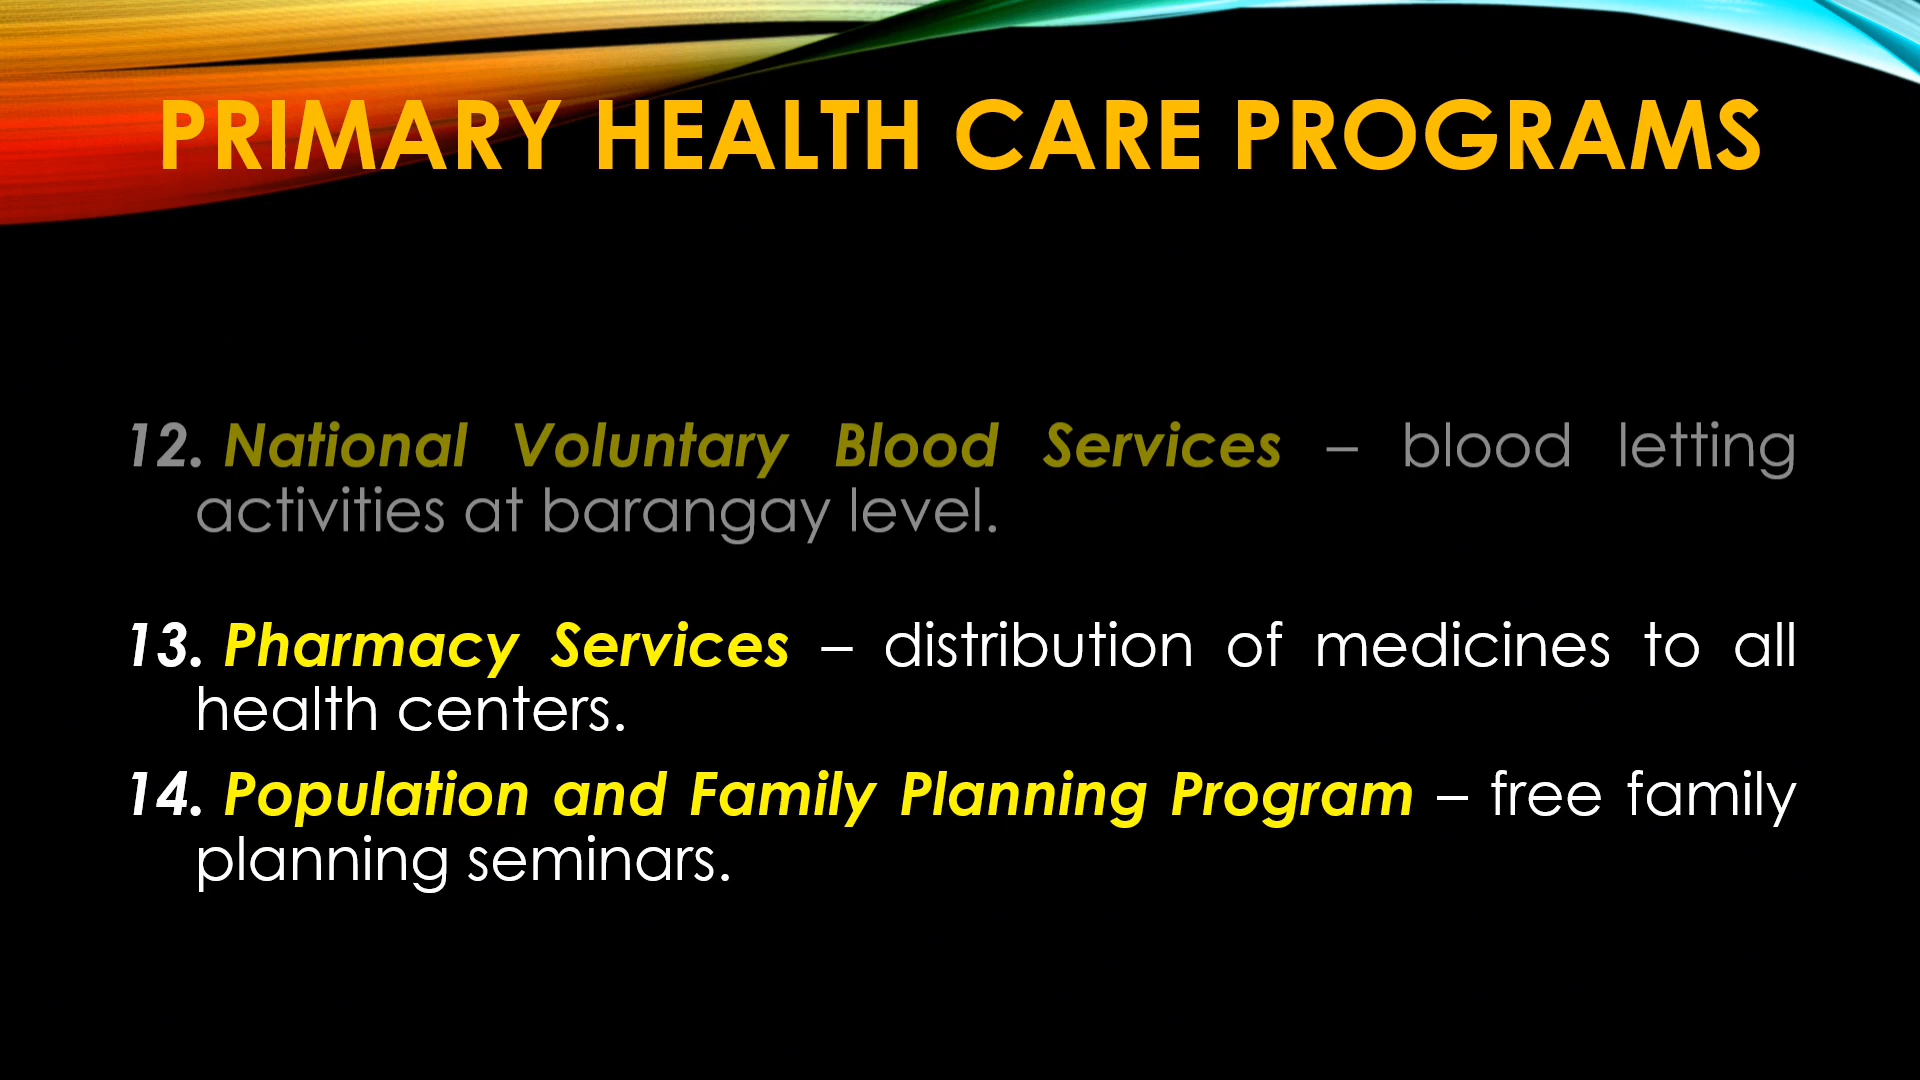 PRIMARY HEALTH CARE PROGRAMS
12. National Voluntary Blood Services – blood letting
activities at barangay level.
13. Pharmacy Services – distribution of medicines to all
health centers.
14. Population and Family Planning Program – free family
planning seminars.